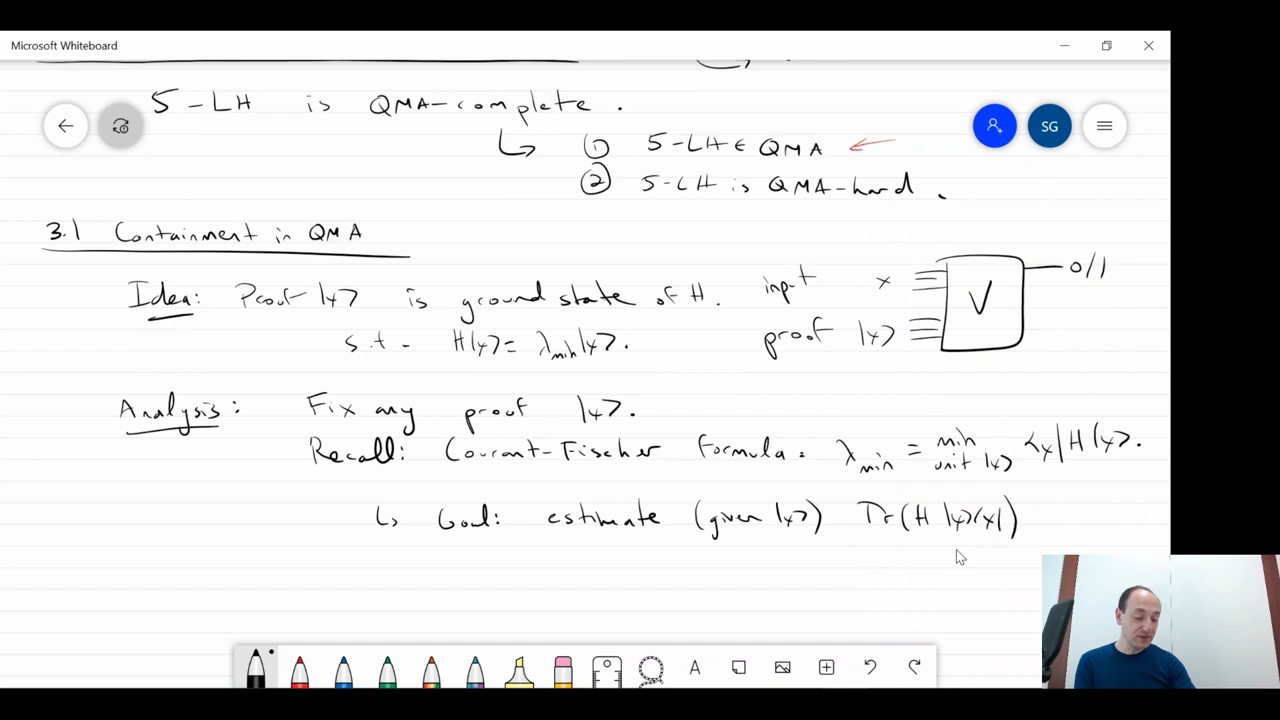 Microsoft Whiteboard
5-LH is QMA-complete.
① 5-LH ∈ QMA
SG
② 5-LH is QMA-hard.
3.1 Containment in QMA
Idea: Proof |ψ> is ground state of H.
s.t. H|ψ> = λmin|ψ>.
input x
V
0/1
proof |ψ>
Analysis: Fix any proof |ψ>.
Recall: Courant-Fischer formula: λmin = min unit |ψ> <ψ|H|ψ>.
↳ Goal: estimate (given |ψ>) Tr(H|ψ><ψ|)
A